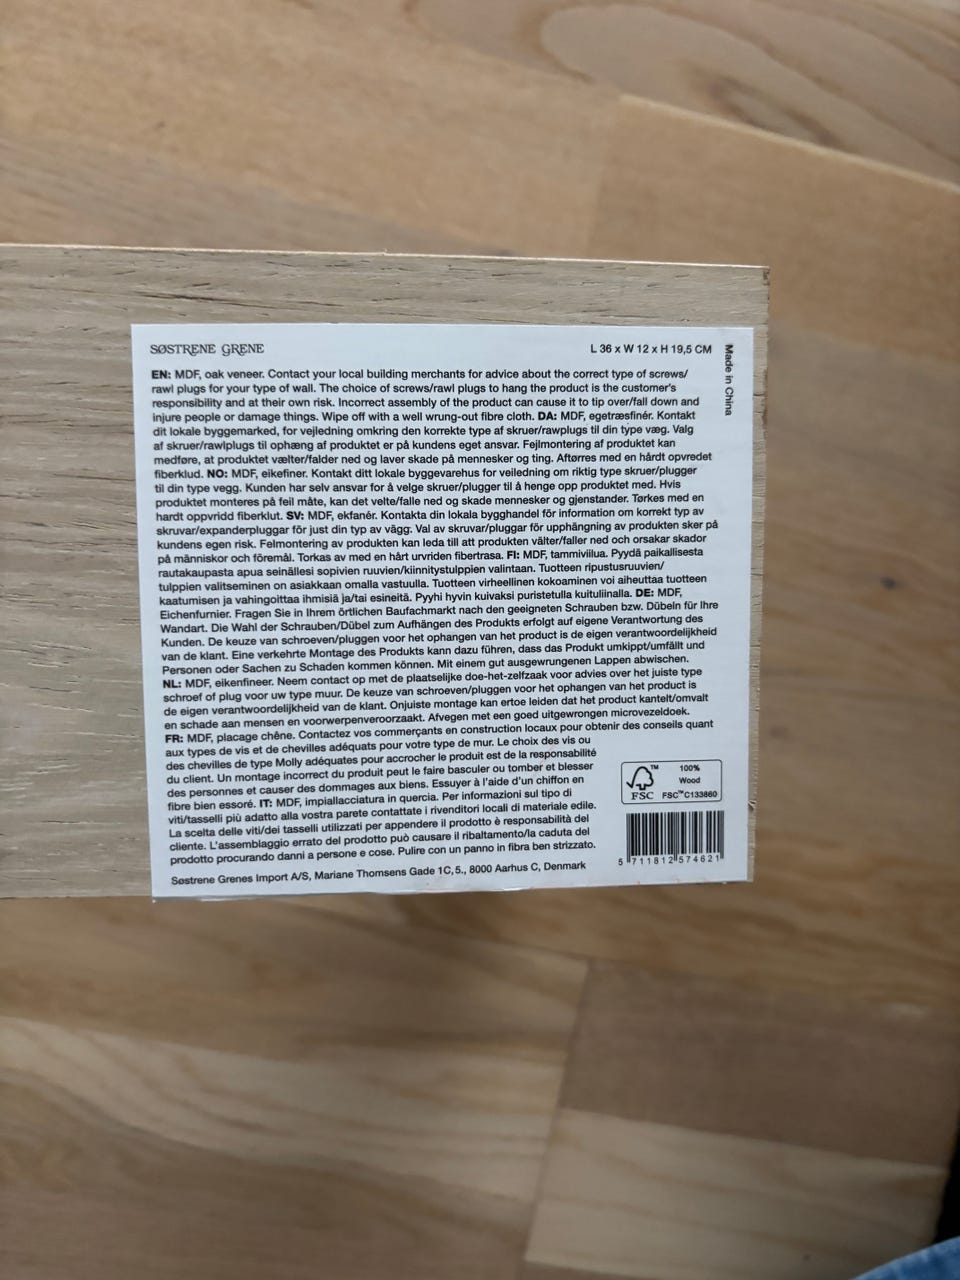 SØSTRENE GRENE
L 36 x W 12 x H 19,5 CM
Made in China
EN: MDF, oak veneer. Contact your local building merchants for advice about the correct type of screws/
rawl plugs for your type of wall. The choice of screws/rawl plugs to hang the product is the customer's
responsibility and at their own risk. Incorrect assembly of the product can cause it to tip over/fall down and
injure people or damage things. Wipe off with a well wrung-out fibre cloth. DA: MDF, egetræsfinér. Kontakt
dit lokale byggemarked, for vejledning omkring den korrekte type af skruer/rawplugs til din type væg. Valg
af skruer/rawlplugs til ophæng af produktet er på kundens eget ansvar. Fejlmontering af produktet kan
medføre, at produktet vælter/falder ned og laver skade på mennesker og ting. Aftørres med en hårdt opvredet
fiberklud. NO: MDF, eikefiner. Kontakt ditt lokale byggevarehus for veiledning om riktig type skruer/plugger
til din type vegg. Kunden har selv ansvar for å velge skruer/plugger til å henge opp produktet med. Hvis
produktet monteres på feil måte, kan det velte/falle ned og skade mennesker og gjenstander. Tørkes med en
hardt oppvridd fiberklut. SV: MDF, ekfanér. Kontakta din lokala bygghandel för information om korrekt typ av
skruvar/expanderpluggar för just din typ av vägg. Val av skruvar/pluggar för upphängning av produkten sker på
kundens egen risk. Felmontering av produkten kan leda till att produkten välter/faller ned och orsakar skador
på människor och föremål. Torkas av med en hårt urvriden fibertrasa. FI: MDF, tammiviilua. Pyydä paikallisesta
rautakaupasta apua seinällesi sopivien ruuvien/kiinnitystulppien valintaan. Tuotteen ripustusruuvien/
tulppien valitseminen on asiakkaan omalla vastuulla. Tuotteen virheellinen kokoaminen voi aiheuttaa tuotteen
kaatumisen ja vahingoittaa ihmisiä ja/tai esineitä. Pyyhi hyvin kuivaksi puristetulla kuituliinalla. DE: MDF,
Eichenfurnier. Fragen Sie in Ihrem örtlichen Baufachmarkt nach den geeigneten Schrauben bzw. Dübeln für Ihre
Wandart. Die Wahl der Schrauben/Dübel zum Aufhängen des Produkts erfolgt auf eigene Verantwortung des
Kunden. De keuze van schroeven/pluggen voor het ophangen van het product is de eigen verantwoordelijkheid
van de klant. Eine verkehrte Montage des Produkts kann dazu führen, dass das Produkt umkippt/umfällt und
Personen oder Sachen zu Schaden kommen können. Mit einem gut ausgewrungenen Lappen abwischen.
NL: MDF, eikenfineer. Neem contact op met de plaatselijke doe-het-zelfzaak voor advies over het juiste type
schroef of plug voor uw type muur. De keuze van schroeven/pluggen voor het ophangen van het product is
de eigen verantwoordelijkheid van de klant. Onjuiste montage kan ertoe leiden dat het product kantelt/omvalt
en schade aan mensen en voorwerpenveroorzaakt. Afvegen met een goed uitgewrongen microvezeldoek.
FR: MDF, placage chêne. Contactez vos commerçants en construction locaux pour obtenir des conseils quant
aux types de vis et de chevilles adéquats pour votre type de mur. Le choix des vis ou
des chevilles de type Molly adéquates pour accrocher le produit est de la responsabilité
du client. Un montage incorrect du produit peut le faire basculer ou tomber et blesser
des personnes et causer des dommages aux biens. Essuyer à l'aide d'un chiffon en
fibre bien essoré. IT: MDF, impiallacciatura in quercia. Per informazioni sul tipo di
viti/tasselli più adatto alla vostra parete contattate i rivenditori locali di materiale edile.
La scelta delle viti/dei tasselli utilizzati per appendere il prodotto è responsabilità del
cliente. L'assemblaggio errato del prodotto può causare il ribaltamento/la caduta del
prodotto procurando danni a persone e cose. Pulire con un panno in fibra ben strizzato.
Søstrene Grenes Import A/S, Mariane Thomsens Gade 1C, 5., 8000 Aarhus C, Denmark
100%
Wood
FSC™ C133860
TM
FSC
5 711812 574621